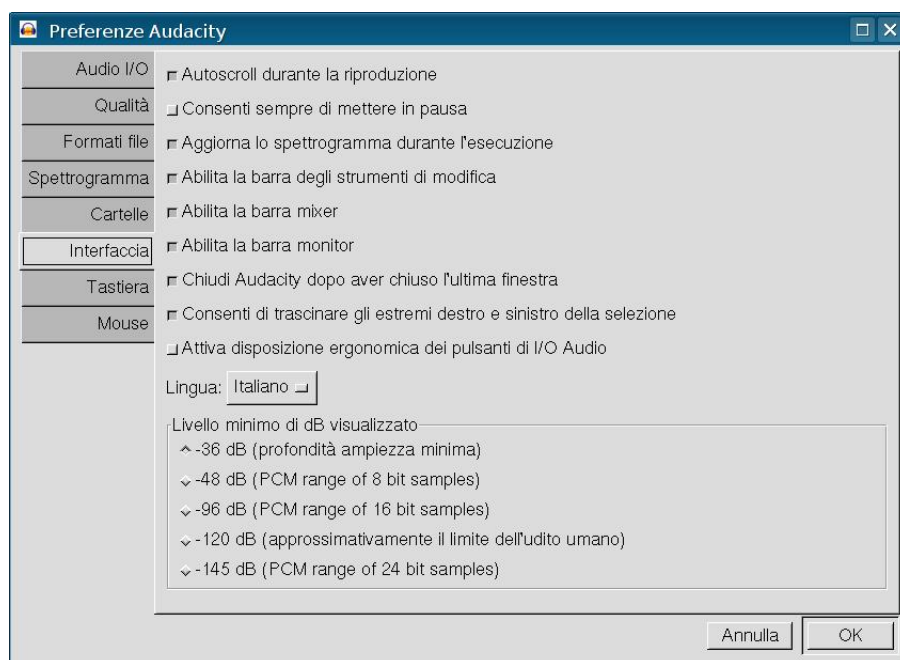 Preferenze Audacity
Audio I/O
Qualità
Formati file
Spettrogramma
Cartelle
Interfaccia
Tastiera
Mouse
Autoscroll durante la riproduzione
Consenti sempre di mettere in pausa
Aggiorna lo spettrogramma durante l'esecuzione
Abilita la barra degli strumenti di modifica
Abilita la barra mixer
Abilita la barra monitor
Chiudi Audacity dopo aver chiuso l'ultima finestra
Consenti di trascinare gli estremi destro e sinistro della selezione
Attiva disposizione ergonomica dei pulsanti di I/O Audio
Lingua: Italiano
Livello minimo di dB visualizzato
-36 dB (profondità ampiezza minima)
-48 dB (PCM range of 8 bit samples)
-96 dB (PCM range of 16 bit samples)
-120 dB (approssimativamente il limite dell'udito umano)
-145 dB (PCM range of 24 bit samples)
Annulla OK